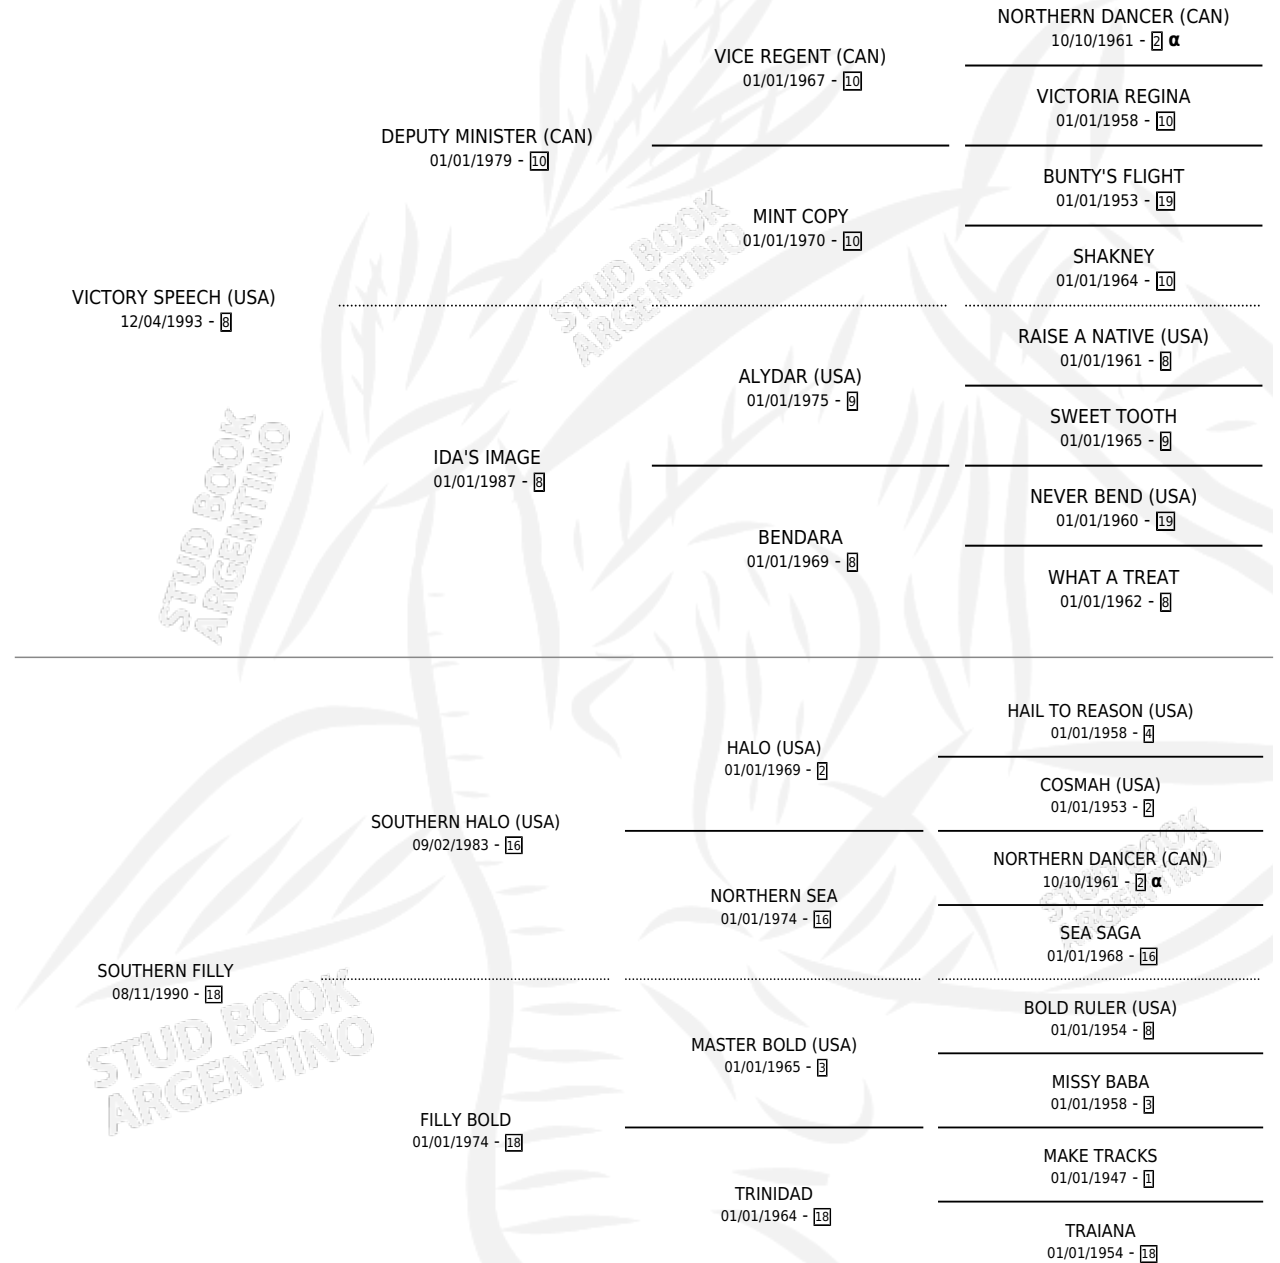 NORTHERN DANCER (CAN)
10/10/1961 - 2 α
VICE REGENT (CAN)
01/01/1967 - 10
VICTORIA REGINA
01/01/1958 - 10
DEPUTY MINISTER (CAN)
01/01/1979 - 10
BUNTY'S FLIGHT
01/01/1953 - 19
MINT COPY
01/01/1970 - 10
SHAKNEY
01/01/1964 - 10
VICTORY SPEECH (USA)
12/04/1993 - 8
STUD BOOK
ARGENTINO
RAISE A NATIVE (USA)
01/01/1961 - 8
ALYDAR (USA)
01/01/1975 - 9
SWEET TOOTH
01/01/1965 - 9
IDA'S IMAGE
01/01/1987 - 8
NEVER BEND (USA)
01/01/1960 - 19
BENDARA
01/01/1969 - 8
WHAT A TREAT
01/01/1962 - 8
STUD BOOK
ARGENTINO
HAIL TO REASON (USA)
01/01/1958 - 4
HALO (USA)
01/01/1969 - 2
COSMAH (USA)
01/01/1953 - 2
SOUTHERN HALO (USA)
09/02/1983 - 16
NORTHERN DANCER (CAN)
10/10/1961 - 2 α
NORTHERN SEA
01/01/1974 - 16
SEA SAGA
01/01/1968 - 16
STUD BOOK
ARGENTINO
SOUTHERN FILLY
08/11/1990 - 18
BOLD RULER (USA)
01/01/1954 - 8
MASTER BOLD (USA)
01/01/1965 - 3
MISSY BABA
01/01/1958 - 3
STUD BOOK
ARGENTINO
FILLY BOLD
01/01/1974 - 18
MAKE TRACKS
01/01/1947 - 1
TRINIDAD
01/01/1964 - 18
TRAIANA
01/01/1954 - 18